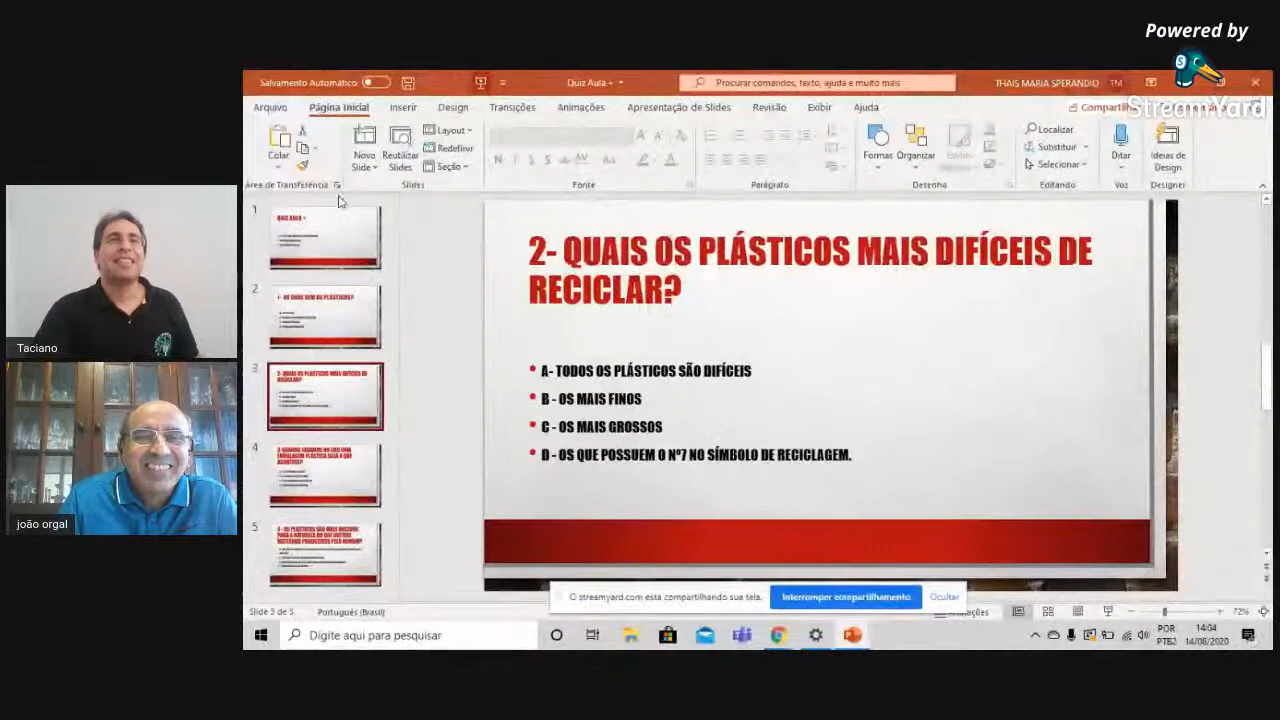 Powered by
StreamYard
Salvamento Automático
Quiz Aula -
Procurar comandos, texto, ajuda e muito mais
THAIS MARIA SPERANDIO TM
Arquivo Página Inicial Inserir Design Transições Animações Apresentação de Slides Revisão Exibir Ajuda
Colar
Novo Slide
Reutilizar Slides
Layout
Redefinir
Seção
Formas
Organizar
Localizar
Substituir
Selecionar
Ditar
Ideias de Design
Área de Transferência Slides Fonte Parágrafo Desenho Editando Voz Designer
1
2
3
4
5
2- QUAIS OS PLÁSTICOS MAIS DIFÍCEIS DE
RECICLAR?
A- TODOS OS PLÁSTICOS SÃO DIFÍCEIS
B - OS MAIS FINOS
C - OS MAIS GROSSOS
D - OS QUE POSSUEM O Nº7 NO SÍMBOLO DE RECICLAGEM.
Taciano
joão orgal
O streamyard.com está compartilhando sua tela.
Interromper compartilhamento
Ocultar
Slide 3 de 5
Português (Brasil)
72%
Digite aqui para pesquisar
POR
PTB2
14:04
14/08/2020